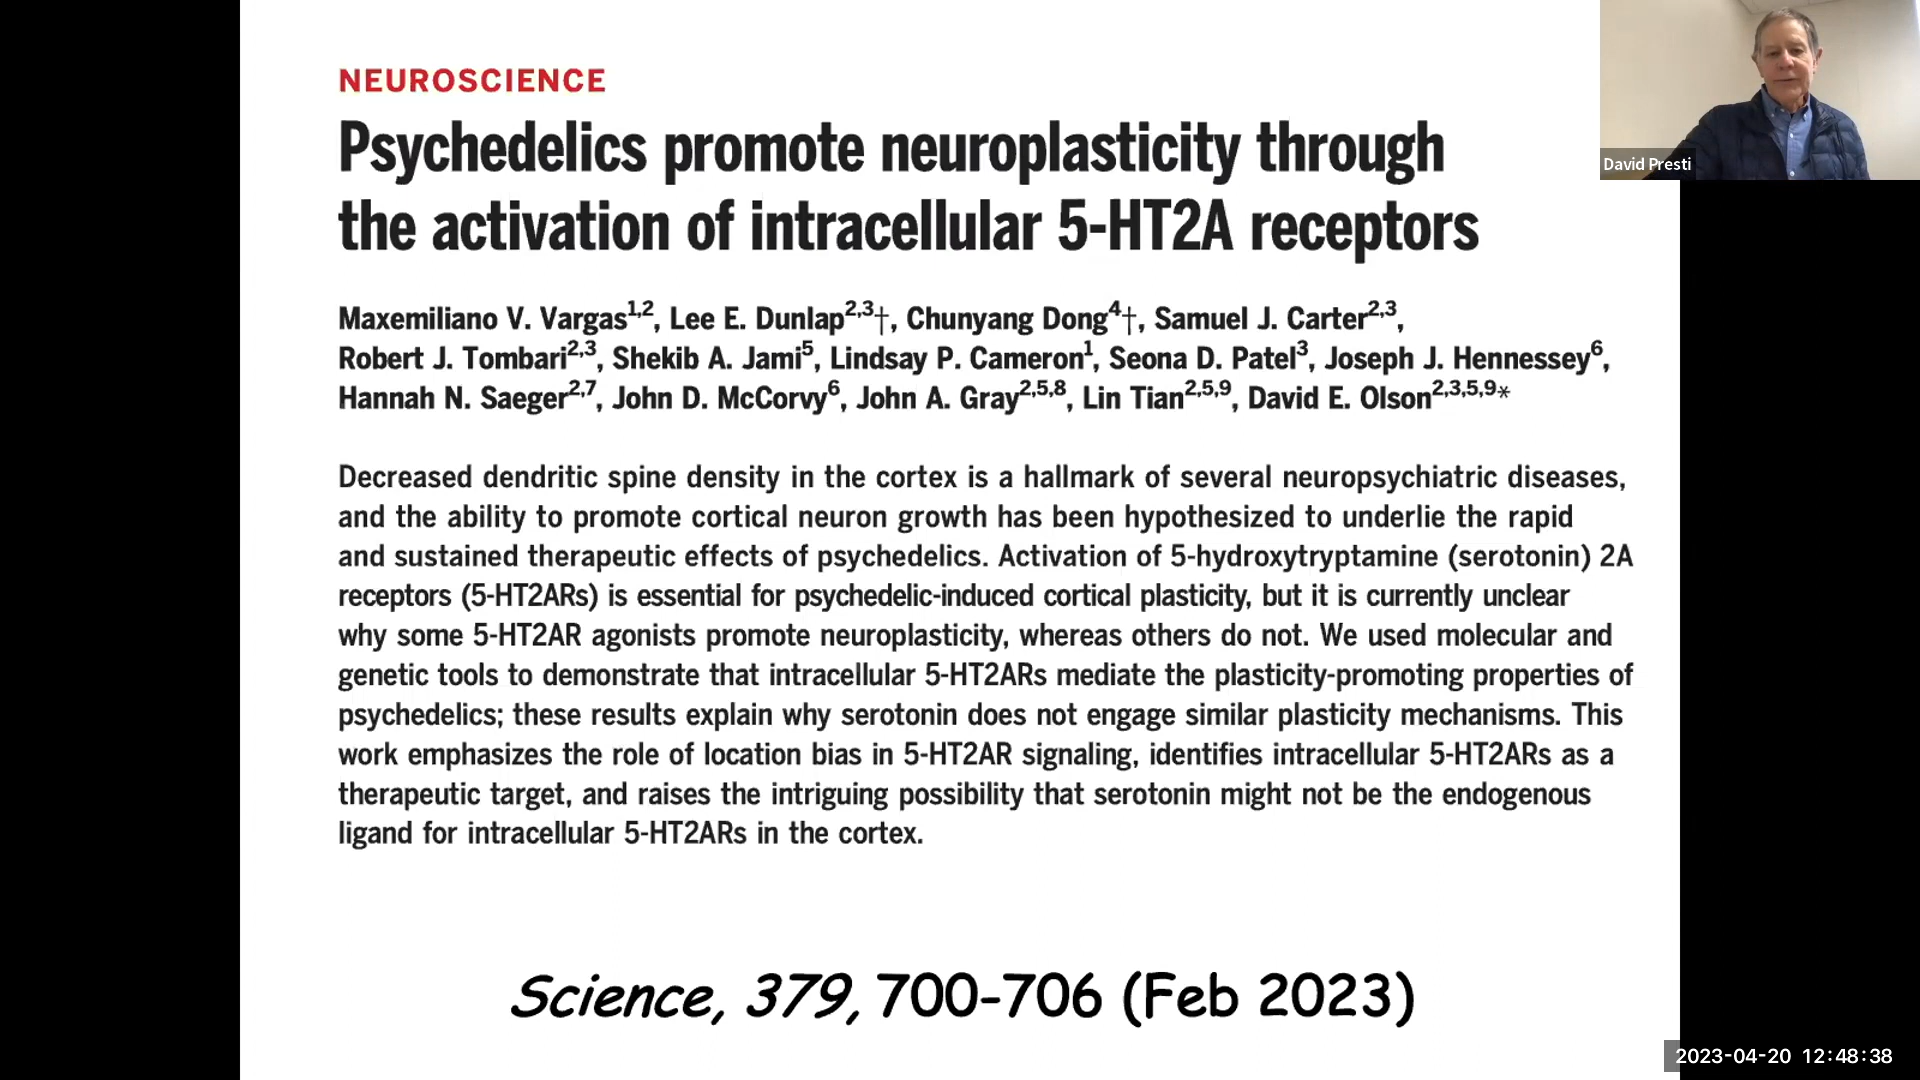 NEUROSCIENCE
Psychedelics promote neuroplasticity through
the activation of intracellular 5-HT2A receptors
Maxemiliano V. Vargas1,2, Lee E. Dunlap2,3†, Chunyang Dong4†, Samuel J. Carter2,3,
Robert J. Tombari2,3, Shekib A. Jami5, Lindsay P. Cameron1, Seona D. Patel3, Joseph J. Hennessey6,
Hannah N. Saeger2,7, John D. McCorvy6, John A. Gray2,5,8, Lin Tian2,5,9, David E. Olson2,3,5,9*
Decreased dendritic spine density in the cortex is a hallmark of several neuropsychiatric diseases,
and the ability to promote cortical neuron growth has been hypothesized to underlie the rapid
and sustained therapeutic effects of psychedelics. Activation of 5-hydroxytryptamine (serotonin) 2A
receptors (5-HT2ARs) is essential for psychedelic-induced cortical plasticity, but it is currently unclear
why some 5-HT2AR agonists promote neuroplasticity, whereas others do not. We used molecular and
genetic tools to demonstrate that intracellular 5-HT2ARs mediate the plasticity-promoting properties of
psychedelics; these results explain why serotonin does not engage similar plasticity mechanisms. This
work emphasizes the role of location bias in 5-HT2AR signaling, identifies intracellular 5-HT2ARs as a
therapeutic target, and raises the intriguing possibility that serotonin might not be the endogenous
ligand for intracellular 5-HT2ARs in the cortex.
Science, 379, 700-706 (Feb 2023)
David Presti
2023-04-20 12:48:38